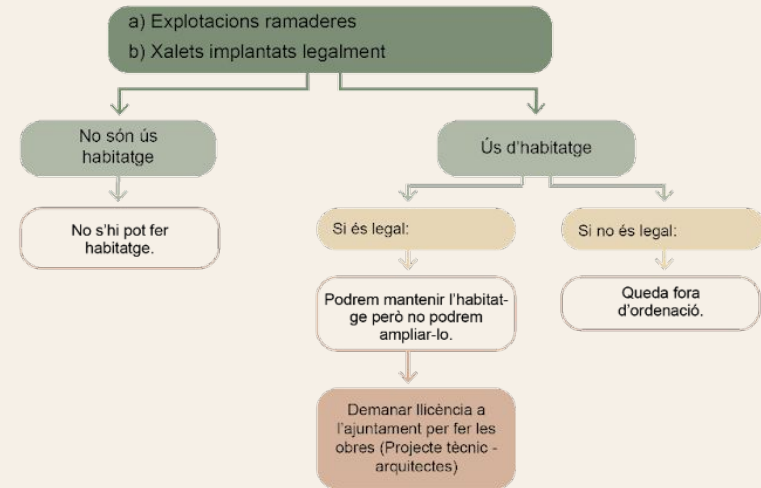 a) Explotacions ramaderes
b) Xalets implantats legalment
No són ús
habitatge
Ús d'habitatge
No s'hi pot fer
habitatge.
Si és legal:
Si no és legal:
Podrem mantenir l'habitat-
ge però no podrem
ampliar-lo.
Queda fora
d'ordenació.
Demanar llicència a
l'ajuntament per fer les
obres (Projecte tècnic -
arquitectes)